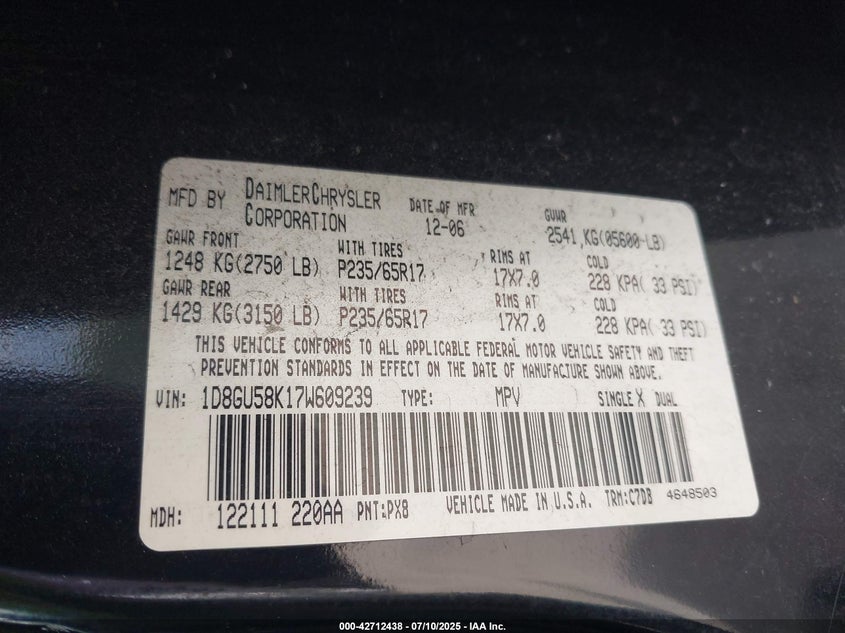 MFD BY DAIMLERCHRYSLER CORPORATION DATE OF MFR 12-06 GVWR 2541 KG(05600 LB)
GAWR FRONT WITH TIRES RIMS AT COLD
1248 KG(2750 LB) P235/65R17 17X7.0 228 KPA( 33 PSI)
GAWR REAR WITH TIRES RIMS AT COLD
1429 KG(3150 LB) P235/65R17 17X7.0 228 KPA( 33 PSI)
THIS VEHICLE CONFORMS TO ALL APPLICABLE FEDERAL MOTOR VEHICLE SAFETY AND THEFT
PREVENTION STANDARDS IN EFFECT ON THE DATE OF MANUFACTURE SHOWN ABOVE.
VIN: 1D8GU58K17W609239 TYPE: MPV SINGLE X DUAL
MDH: 122111 220AA PNT:PX8 VEHICLE MADE IN U.S.A. TRM:C7DB 4648503
000-42712438 - 07/10/2025 - IAA Inc.